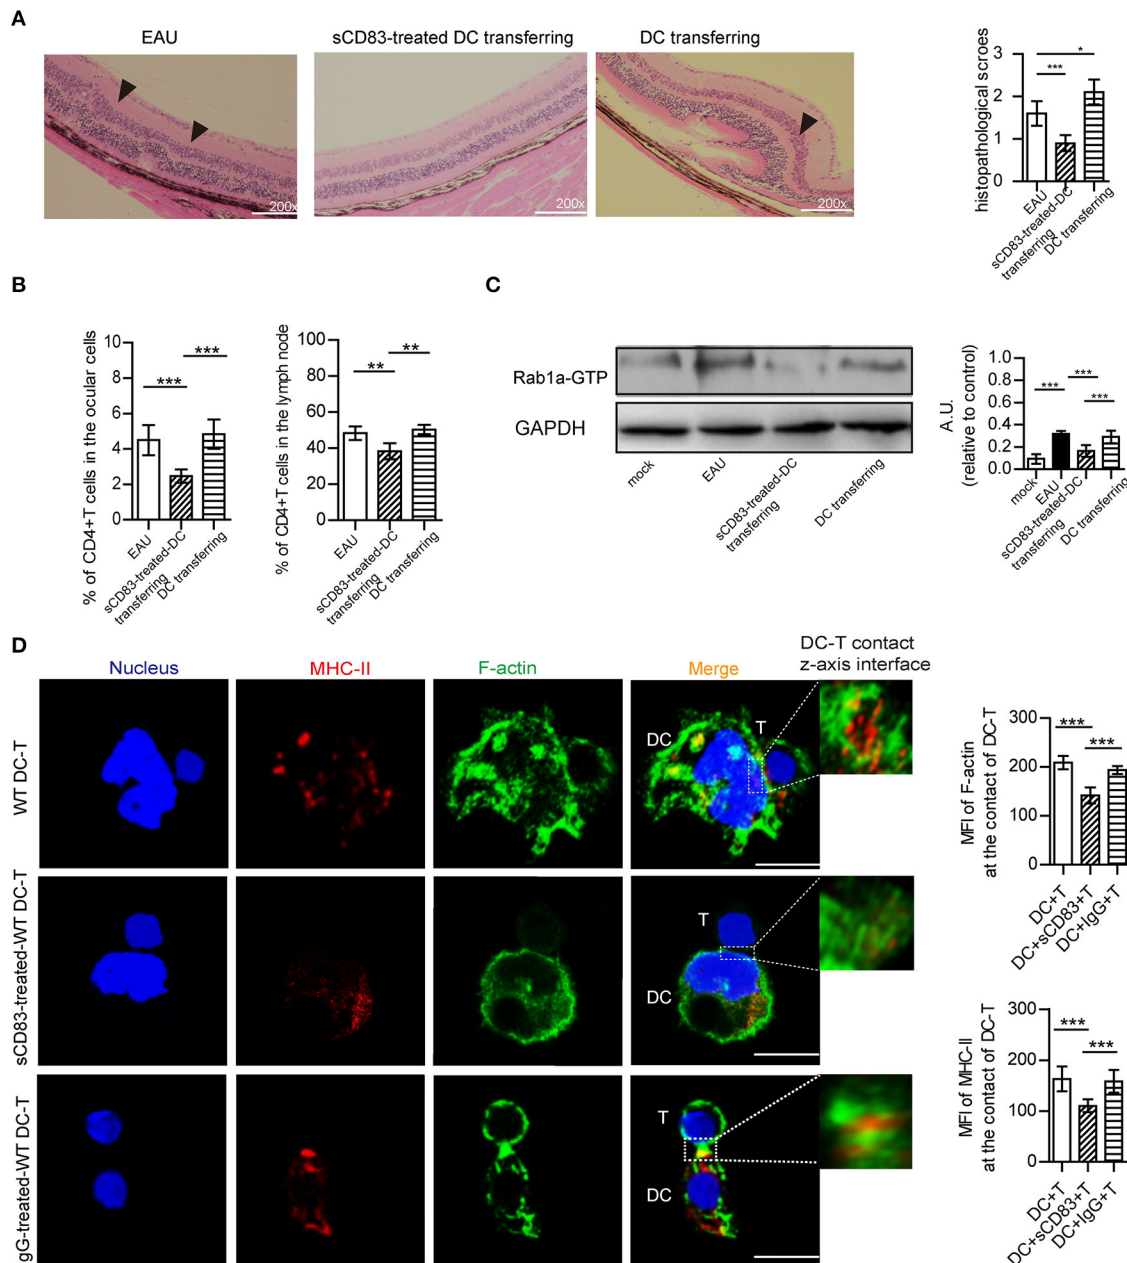 A
EAU
sCD83-treated DC transferring
DC transferring
200x
200x
200x
histopathological scroes
3
2
1
0
***
*
EAU
sCD83-treated-DC
transferring
DC transferring
B
% of CD4+T cells in the ocular cells
10
8
6
4
2
0
***
***
EAU
sCD83-treated-DC
transferring
DC transferring
% of CD4+T cells in the lymph node
100
80
60
40
20
0
**
**
EAU
sCD83-treated-DC
transferring
DC transferring
C
Rab1a-GTP
GAPDH
mock
EAU
sCD83-treated-DC
transferring
DC transferring
A.U.
(relative to control)
1.0
0.8
0.6
0.4
0.2
0.0
***
***
***
mock
EAU
sCD83-treated-DC
transferring
DC transferring
D
Nucleus
MHC-II
F-actin
Merge
DC-T contact
z-axis interface
WT DC-T
DC
T
sCD83-treated-WT DC-T
T
DC
gG-treated-WT DC-T
T
DC
MFI of F-actin
at the contact of DC-T
300
200
100
0
***
***
DC+T
DC+sCD83+T
DC+IgG+T
MFI of MHC-II
at the contact of DC-T
300
200
100
0
***
***
DC+T
DC+sCD83+T
DC+IgG+T